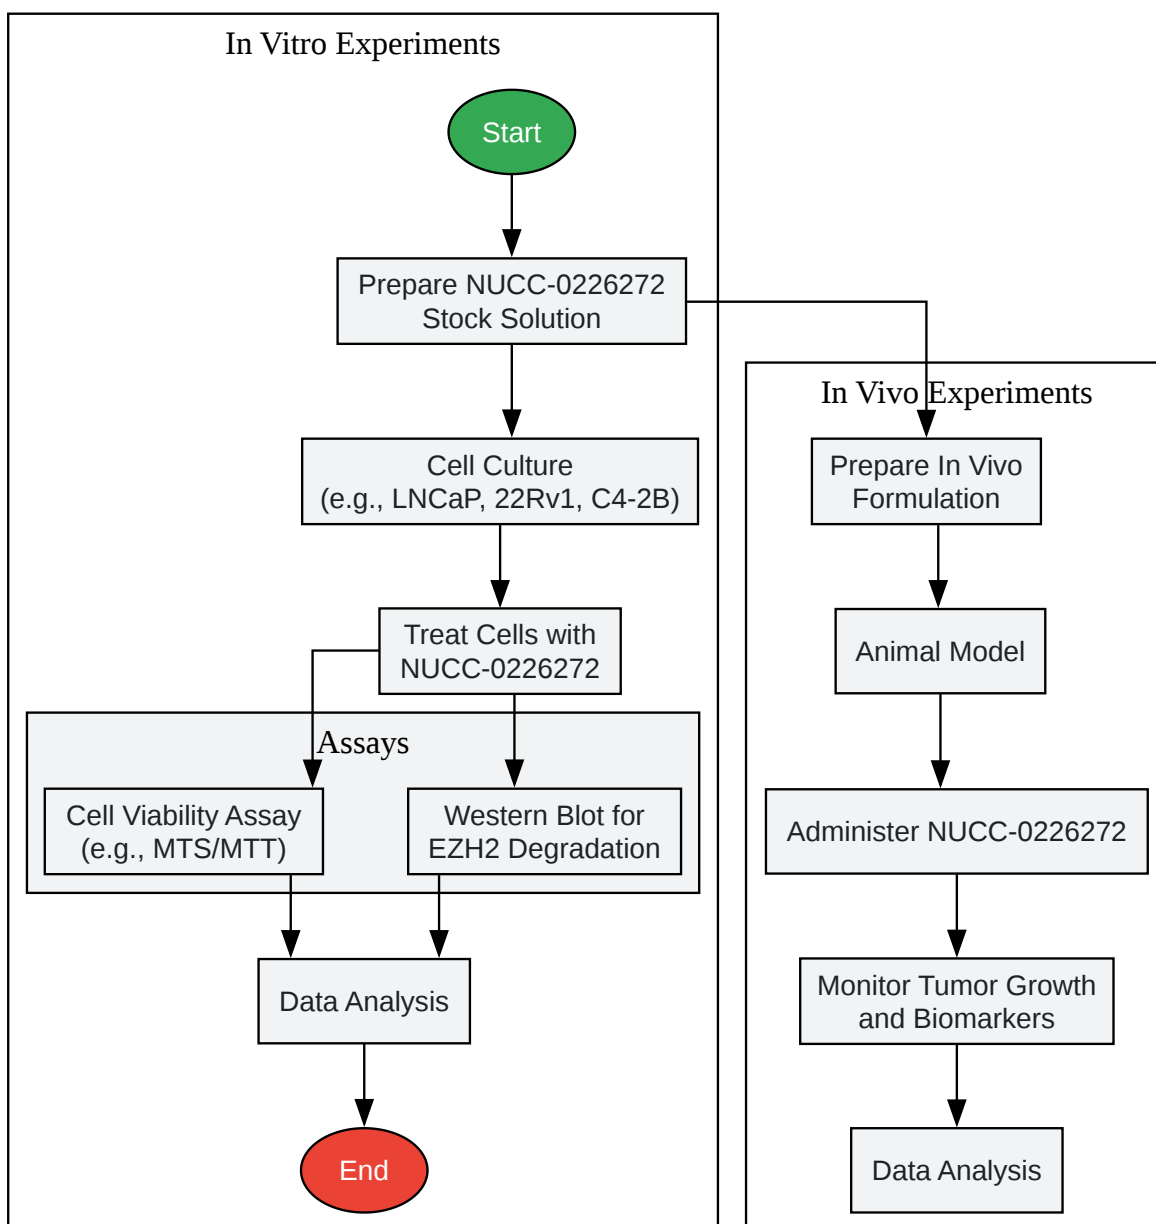 In Vitro Experiments
Start
Prepare NUCC-0226272
Stock Solution
Cell Culture
(e.g., LNCaP, 22Rv1, C4-2B)
Treat Cells with
NUCC-0226272
Assays
Cell Viability Assay
(e.g., MTS/MTT)
Western Blot for
EZH2 Degradation
Data Analysis
End
In Vivo Experiments
Prepare In Vivo
Formulation
Animal Model
Administer NUCC-0226272
Monitor Tumor Growth
and Biomarkers
Data Analysis